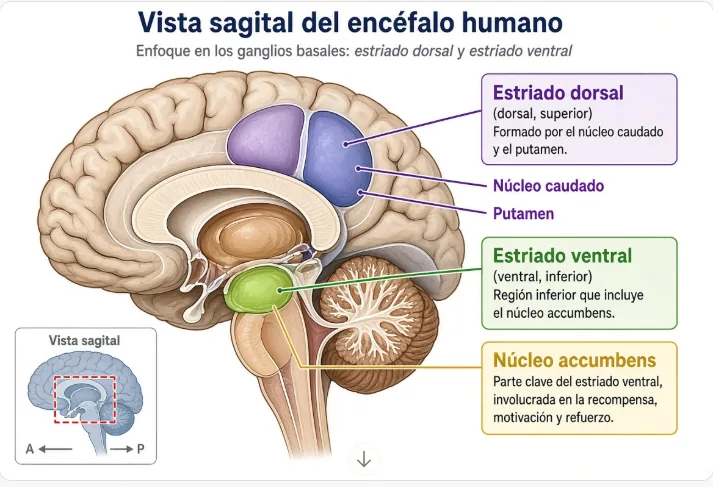 Vista sagital del encéfalo humano
Enfoque en los ganglios basales: estriado dorsal y estriado ventral
Estriado dorsal
(dorsal, superior)
Formado por el núcleo caudado
y el putamen.
Núcleo caudado
Putamen
Estriado ventral
(ventral, inferior)
Región inferior que incluye
el núcleo accumbens.
Núcleo accumbens
Parte clave del estriado ventral,
involucrada en la recompensa,
motivación y refuerzo.
Vista sagital
A
P